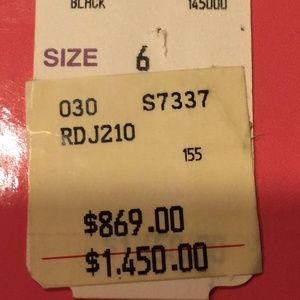 BLACK 145000
SIZE 6
030 S7337
RDJ210
155
$869.00
$1,450.00